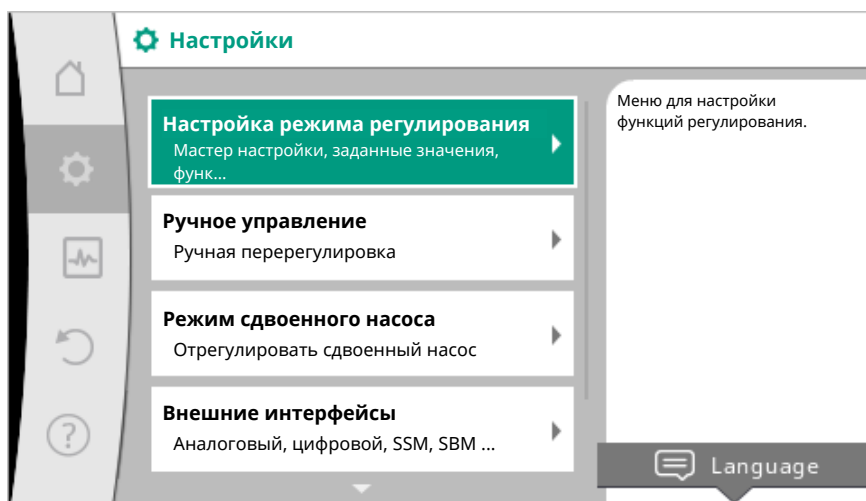 Настройки
Настройка режима регулирования
Мастер настройки, заданные значения,
функ...
Ручное управление
Ручная перерегулировка
Режим сдвоенного насоса
Отрегулировать сдвоенный насос
Внешние интерфейсы
Аналоговый, цифровой, SSM, SBM ...
Меню для настройки
функций регулирования.
Language